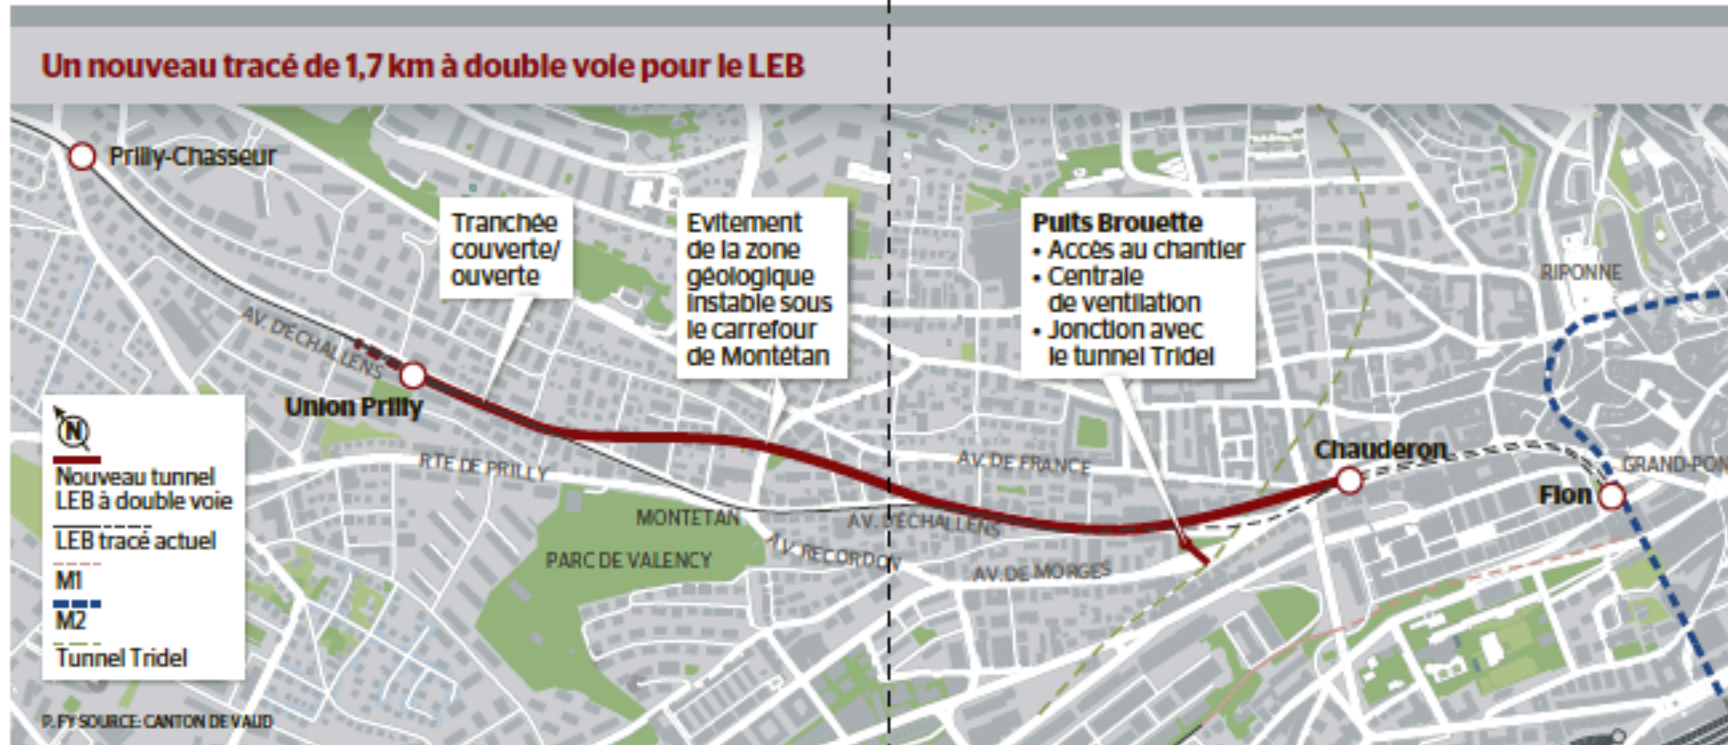 Un nouveau tracé de 1,7 km à double voie pour le LEB
Prilly-Chasseur
Tranchée
couverte/
ouverte
Evitement
de la zone
géologique
instable sous
le carrefour
de Montétan
Puits Brouette
• Accès au chantier
• Centrale
de ventilation
• Jonction avec
le tunnel Tridel
RIPONNE
AV. D'ÉCHALLENS
Union Prilly
Chauderon
Flon
GRAND-PON
RTE DE PRILLY
AV. DE FRANCE
MONTÉTAN
AV. D'ÉCHALLENS
PARC DE VALENCY
AV. RECORDON
AV. DE MORGES
N
Nouveau tunnel
LEB à double voie
LEB tracé actuel
M1
M2
Tunnel Tridel
P. FY SOURCE: CANTON DE VAUD